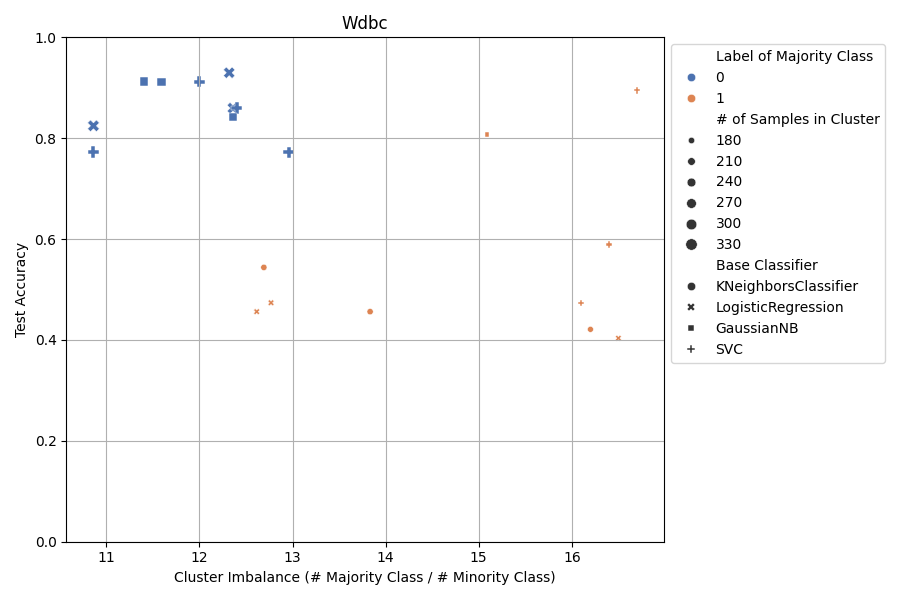 Wdbc
1.0
0.8
0.6
0.4
0.2
0.0
Test Accuracy
11
12
13
14
15
16
Cluster Imbalance (# Majority Class / # Minority Class)
Label of Majority Class
0
1
# of Samples in Cluster
180
210
240
270
300
330
Base Classifier
KNeighborsClassifier
LogisticRegression
GaussianNB
SVC